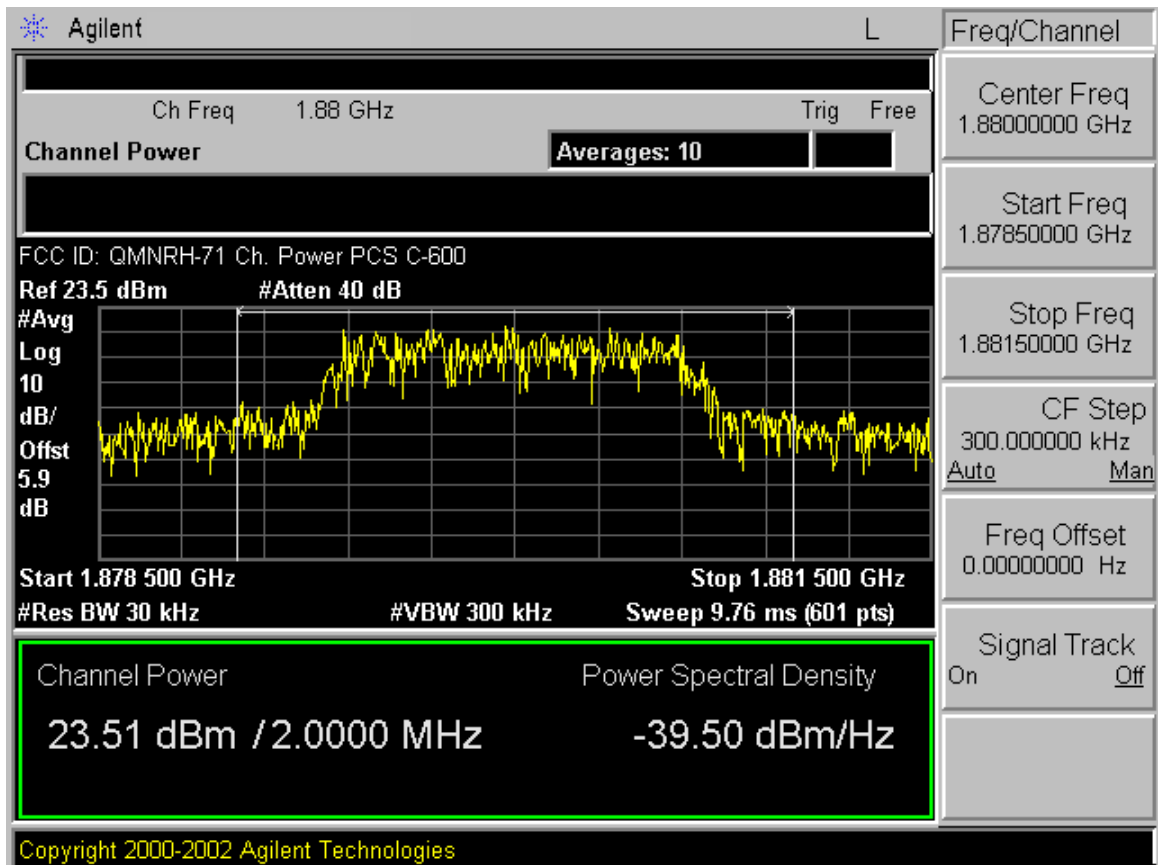 Agilent L
Freq/Channel
Ch Freq 1.88 GHz Trig Free
Channel Power Averages: 10
FCC ID: QMNRH-71 Ch. Power PCS C-600
Ref 23.5 dBm #Atten 40 dB
#Avg
Log
10
dB/
Offst
5.9
dB
Start 1.878 500 GHz Stop 1.881 500 GHz
#Res BW 30 kHz #VBW 300 kHz Sweep 9.76 ms (601 pts)
Channel Power Power Spectral Density
23.51 dBm / 2.0000 MHz -39.50 dBm/Hz
Copyright 2000-2002 Agilent Technologies
Center Freq
1.88000000 GHz
Start Freq
1.87850000 GHz
Stop Freq
1.88150000 GHz
CF Step
300.000000 kHz
Auto Man
Freq Offset
0.00000000 Hz
Signal Track
On Off